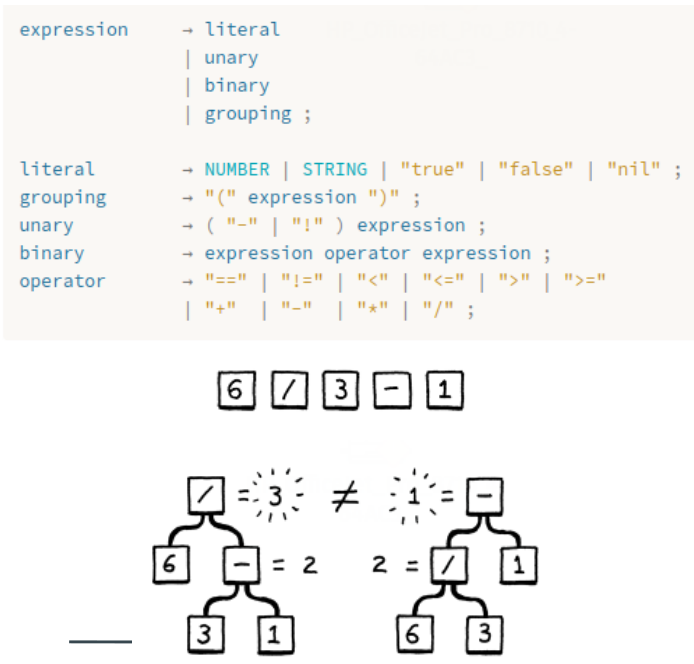 expression → literal
| unary
| binary
| grouping ;
literal → NUMBER | STRING | "true" | "false" | "nil" ;
grouping → "(" expression ")" ;
unary → ( "-" | "!" ) expression ;
binary → expression operator expression ;
operator → "==" | "!=" | "<" | "<=" | ">" | ">="
| "+" | "-" | "*" | "/" ;
6 / 3 - 1
/ = 3 ≠ 1 = -
6 - = 2 2 = / 1
3 1 6 3